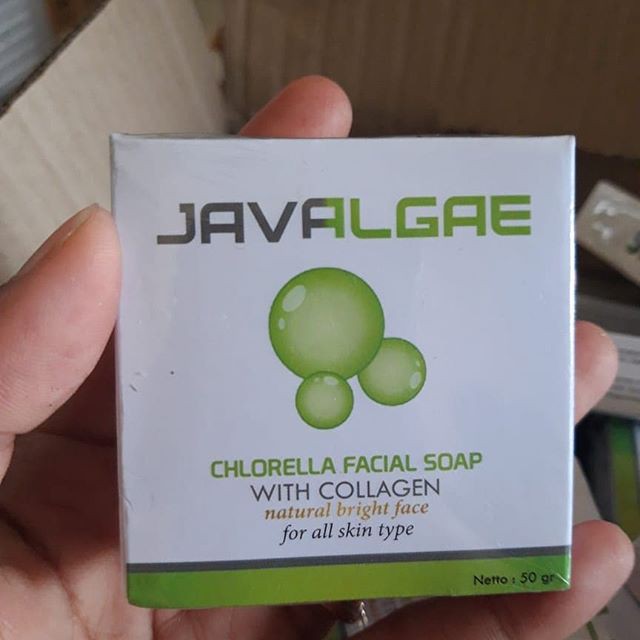 JAVALGAE
CHLORELLA FACIAL SOAP
WITH COLLAGEN
natural bright face
for all skin type
Netto : 50 gr